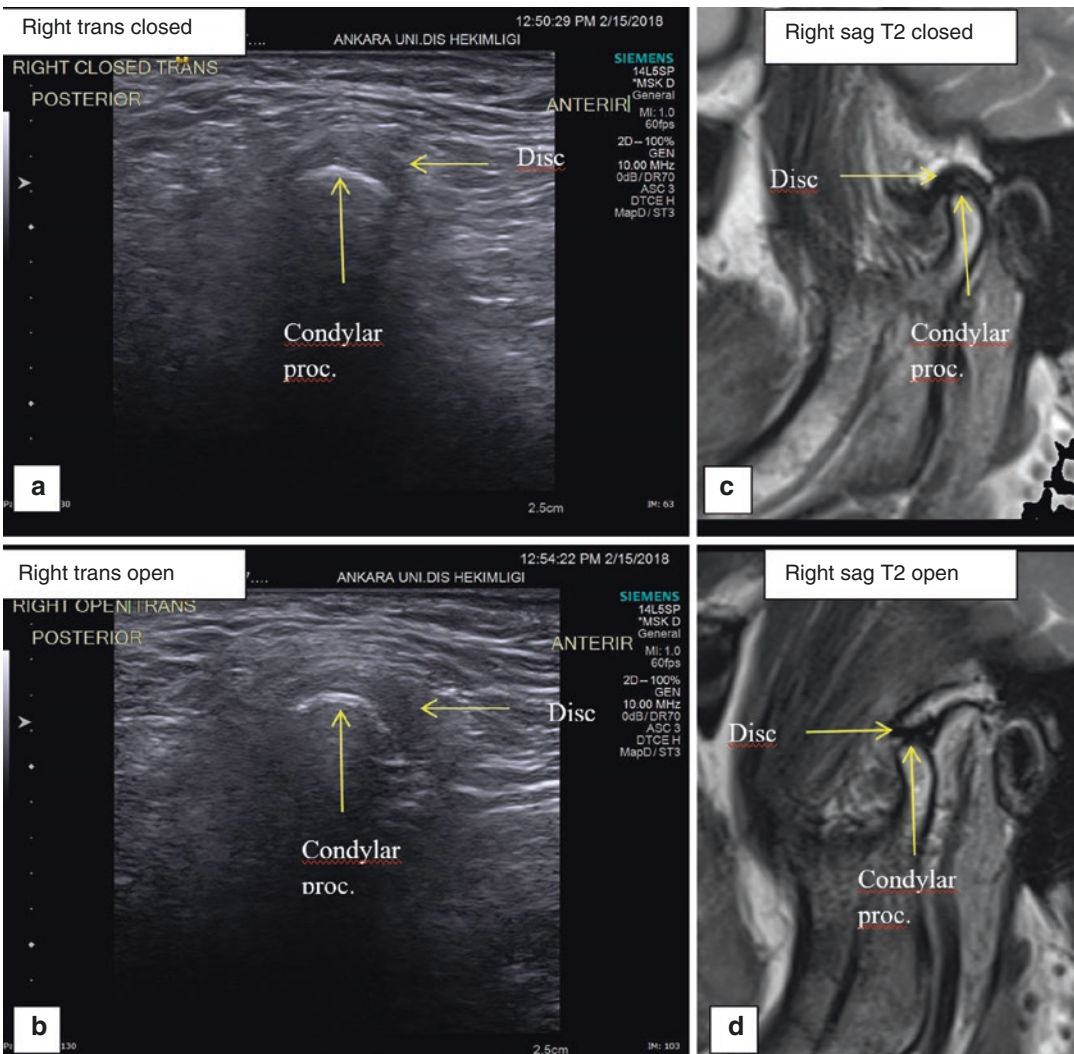 Right trans closed
12:50:29 PM 2/15/2018
ANKARA UNI.DIS HEKIMLIGI
RIGHT CLOSED TRANS
POSTERIOR
ANTERIR
SIEMENS
14L5SP
*MSK D
General
MI: 1.0
60fps
2D--100%
GEN
10.00 MHz
0dB/DR70
ASC 3
DTCE H
MapD/ST3
Disc
Condylar
proc.
a
30
2.5cm
IM: 63
Right sag T2 closed
Disc
Condylar
proc.
c
Right trans open
12:54:22 PM 2/15/2018
ANKARA UNI.DIS HEKIMLIGI
RIGHT OPEN TRANS
POSTERIOR
ANTERIR
SIEMENS
14L5SP
*MSK D
General
MI: 1.0
60fps
2D--100%
GEN
10.00 MHz
0dB/DR70
ASC 3
DTCE H
MapD/ST3
Disc
Condylar
proc.
b
130
2.5cm
IM: 103
Right sag T2 open
Disc
Condylar
proc.
d